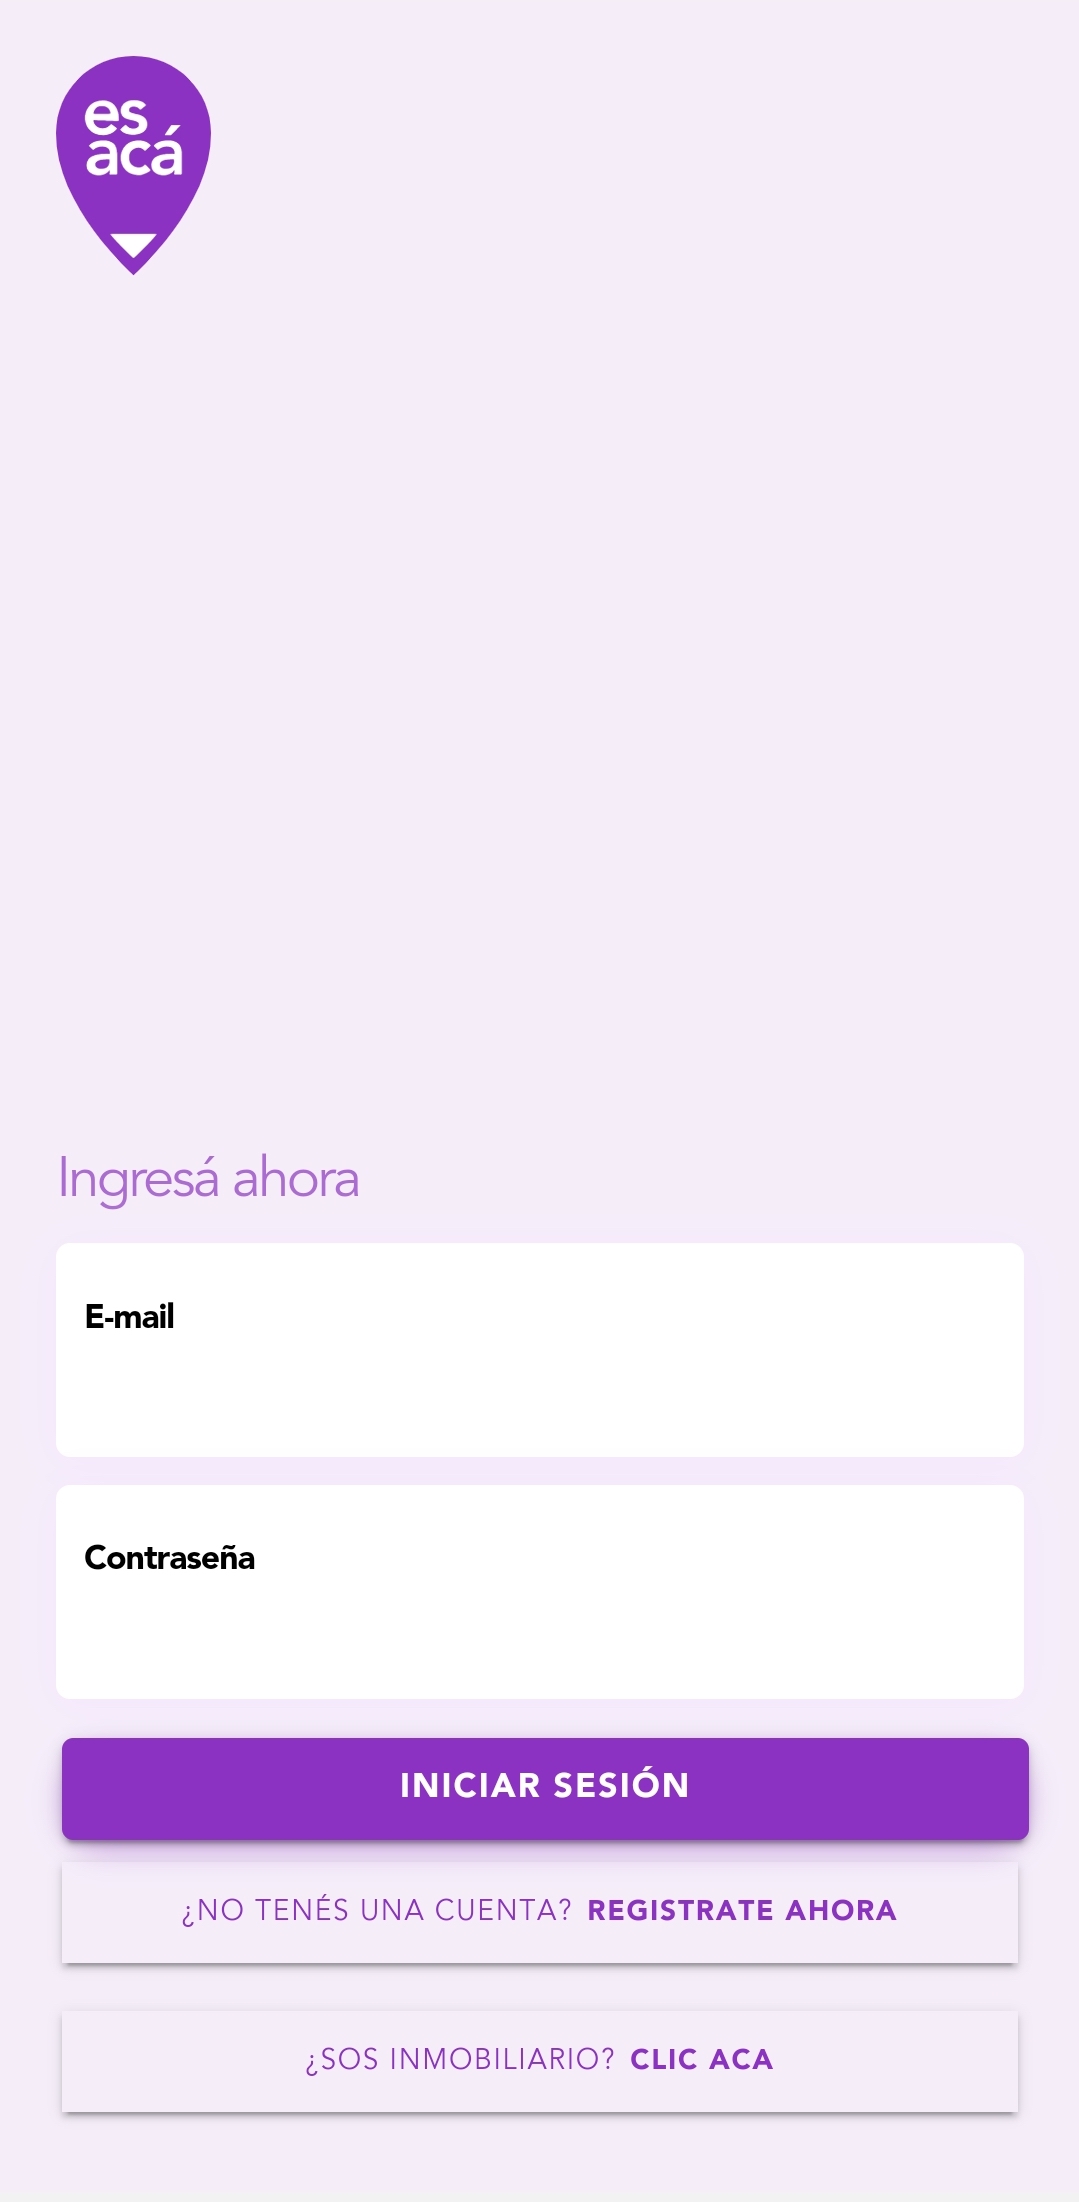 es
acá
Ingresá ahora
E-mail
Contraseña
INICIAR SESIÓN
¿NO TENÉS UNA CUENTA? REGISTRATE AHORA
¿SOS INMOBILIARIO? CLIC ACA